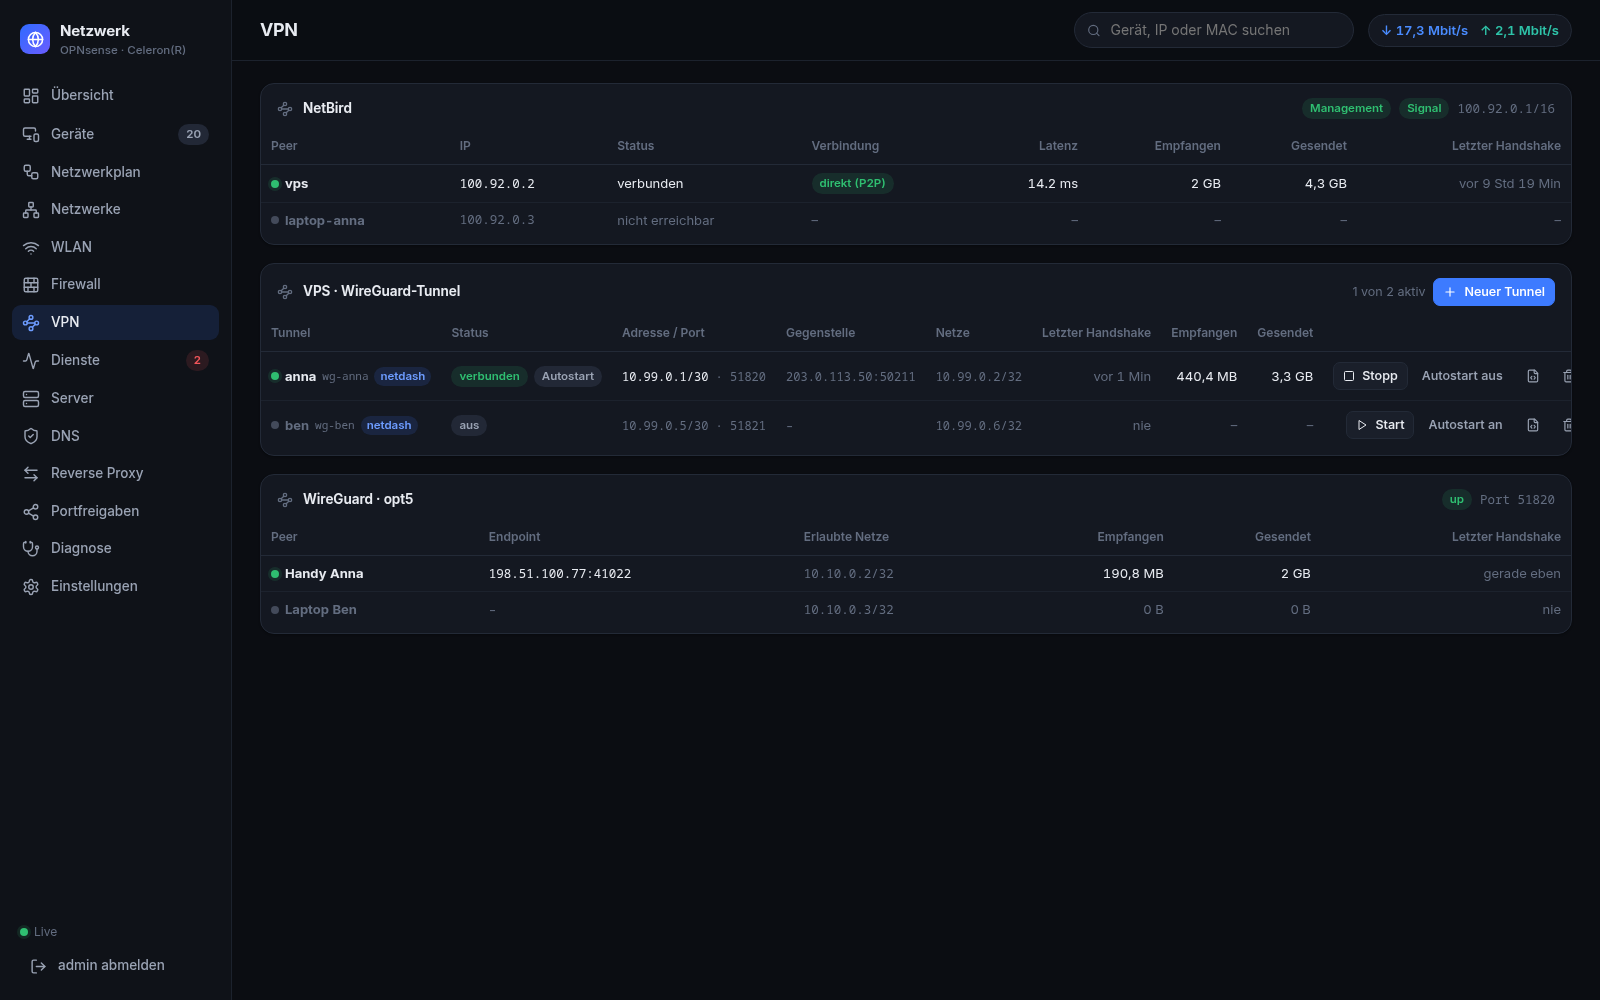 Netzwerk
OPNsense · Celeron(R)
Übersicht
Geräte 20
Netzwerkplan
Netzwerke
WLAN
Firewall
VPN
Dienste 2
Server
DNS
Reverse Proxy
Portfreigaben
Diagnose
Einstellungen
Live
admin abmelden
VPN
Gerät, IP oder MAC suchen
↓ 17,3 Mbit/s ↑ 2,1 Mbit/s
NetBird Management Signal 100.92.0.1/16
Peer IP Status Verbindung Latenz Empfangen Gesendet Letzter Handshake
vps 100.92.0.2 verbunden direkt (P2P) 14.2 ms 2 GB 4,3 GB vor 9 Std 19 Min
laptop-anna 100.92.0.3 nicht erreichbar – – – – –
VPS · WireGuard-Tunnel 1 von 2 aktiv + Neuer Tunnel
Tunnel Status Adresse / Port Gegenstelle Netze Letzter Handshake Empfangen Gesendet
anna wg-anna netdash verbunden Autostart 10.99.0.1/30 · 51820 203.0.113.50:50211 10.99.0.2/32 vor 1 Min 440,4 MB 3,3 GB Stopp Autostart aus
ben wg-ben netdash aus 10.99.0.5/30 · 51821 – 10.99.0.6/32 nie – – Start Autostart an
WireGuard · opt5 up Port 51820
Peer Endpoint Erlaubte Netze Empfangen Gesendet Letzter Handshake
Handy Anna 198.51.100.77:41022 10.10.0.2/32 190,8 MB 2 GB gerade eben
Laptop Ben – 10.10.0.3/32 0 B 0 B nie